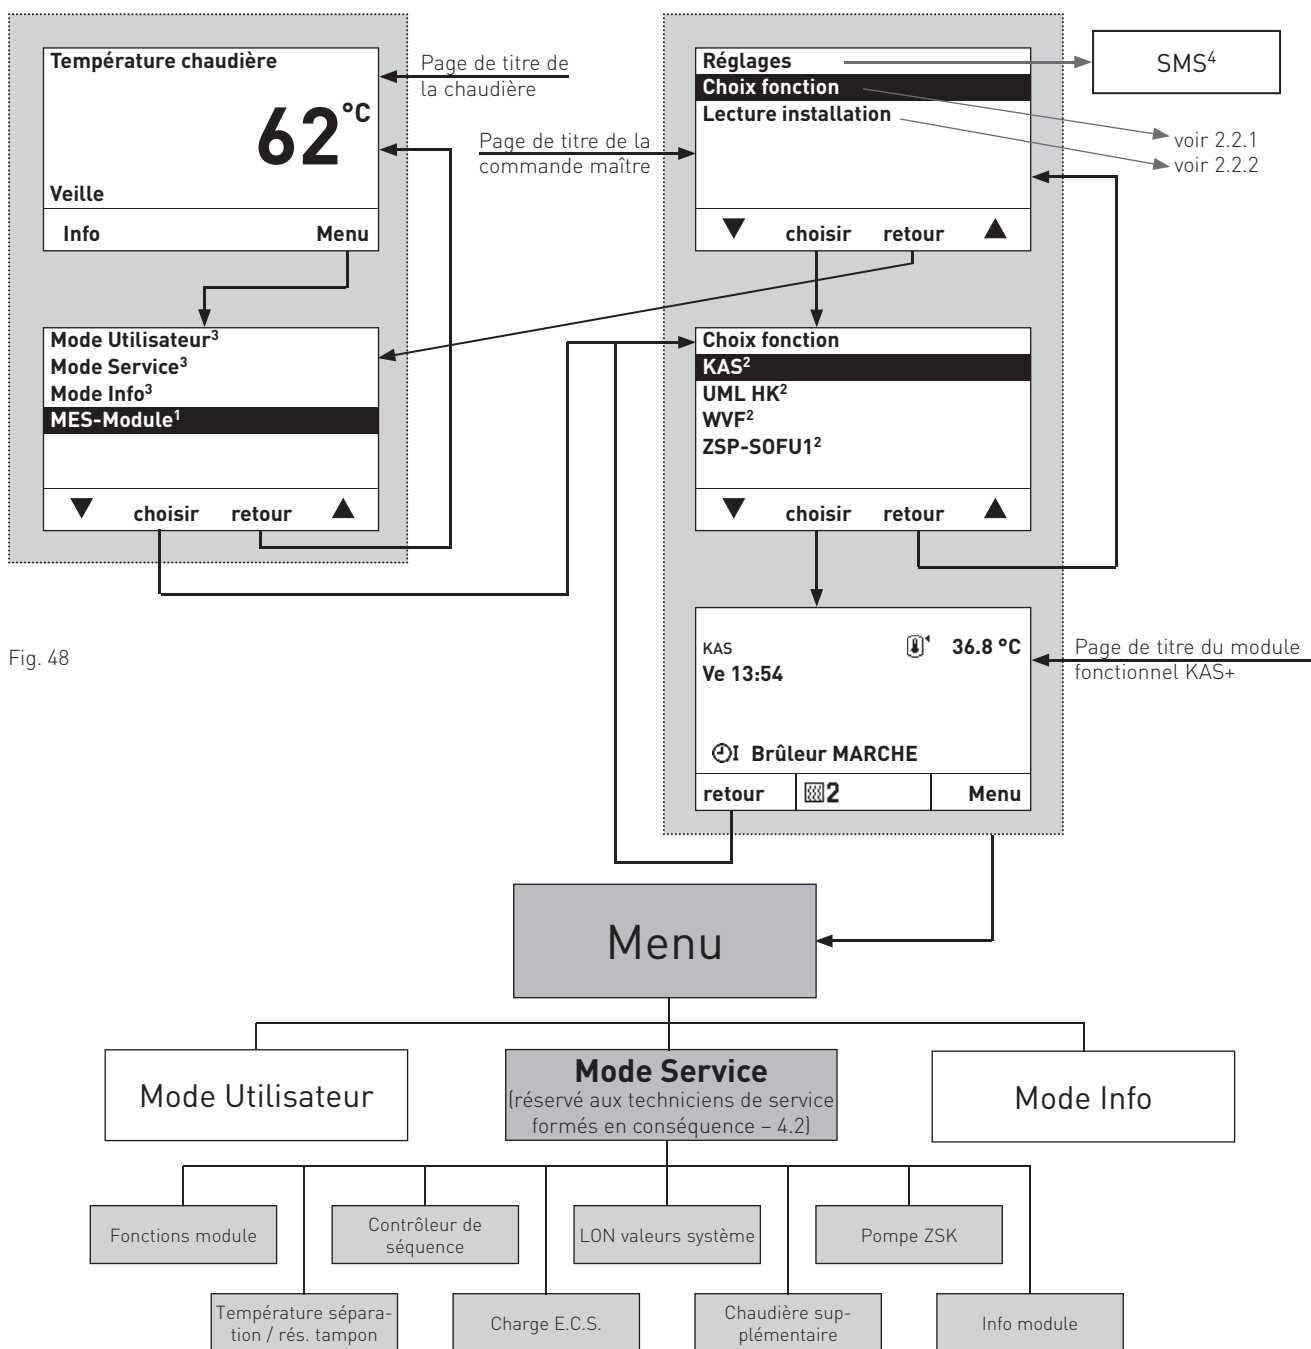 Température chaudière
62°C
Veille
Info Menu
Page de titre de
la chaudière
Mode Utilisateur³
Mode Service³
Mode Info³
MES-Module¹
choisir retour
Fig. 48
Réglages
Choix fonction
Lecture installation
choisir retour
Page de titre de la
commande maître
SMS⁴
voir 2.2.1
voir 2.2.2
Choix fonction
KAS²
UML HK²
WVF²
ZSP-SOFU1²
choisir retour
KAS 36.8 °C
Ve 13:54
I Brûleur MARCHE
retour 2 Menu
Page de titre du module
fonctionnel KAS+
Menu
Mode Utilisateur
Mode Service
(réservé aux techniciens de service
formés en conséquence – 4.2)
Mode Info
Fonctions module
Contrôleur de
séquence
LON valeurs système
Pompe ZSK
Température sépara-
tion / rés. tampon
Charge E.C.S.
Chaudière sup-
plémentaire
Info module